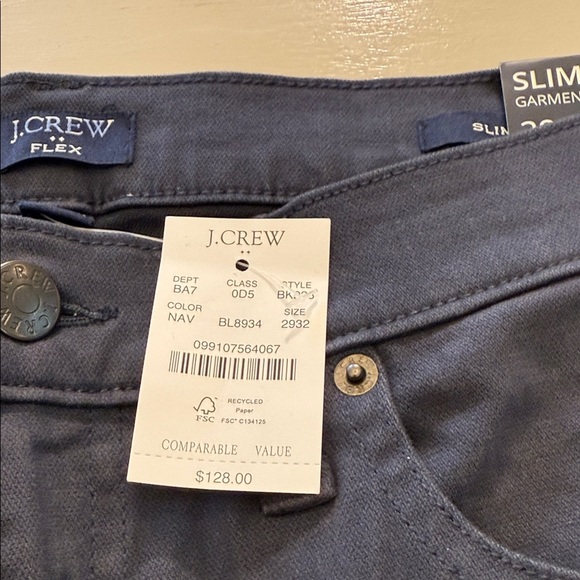 J.CREW
FLEX
SLIM
GARMEN
J.CREW
DEPT CLASS STYLE
BA7 0D5
COLOR SIZE
NAV BL8934 2932
099107564067
RECYCLED
Paper
FSC
FSC® C134125
COMPARABLE VALUE
$128.00
J.CREW